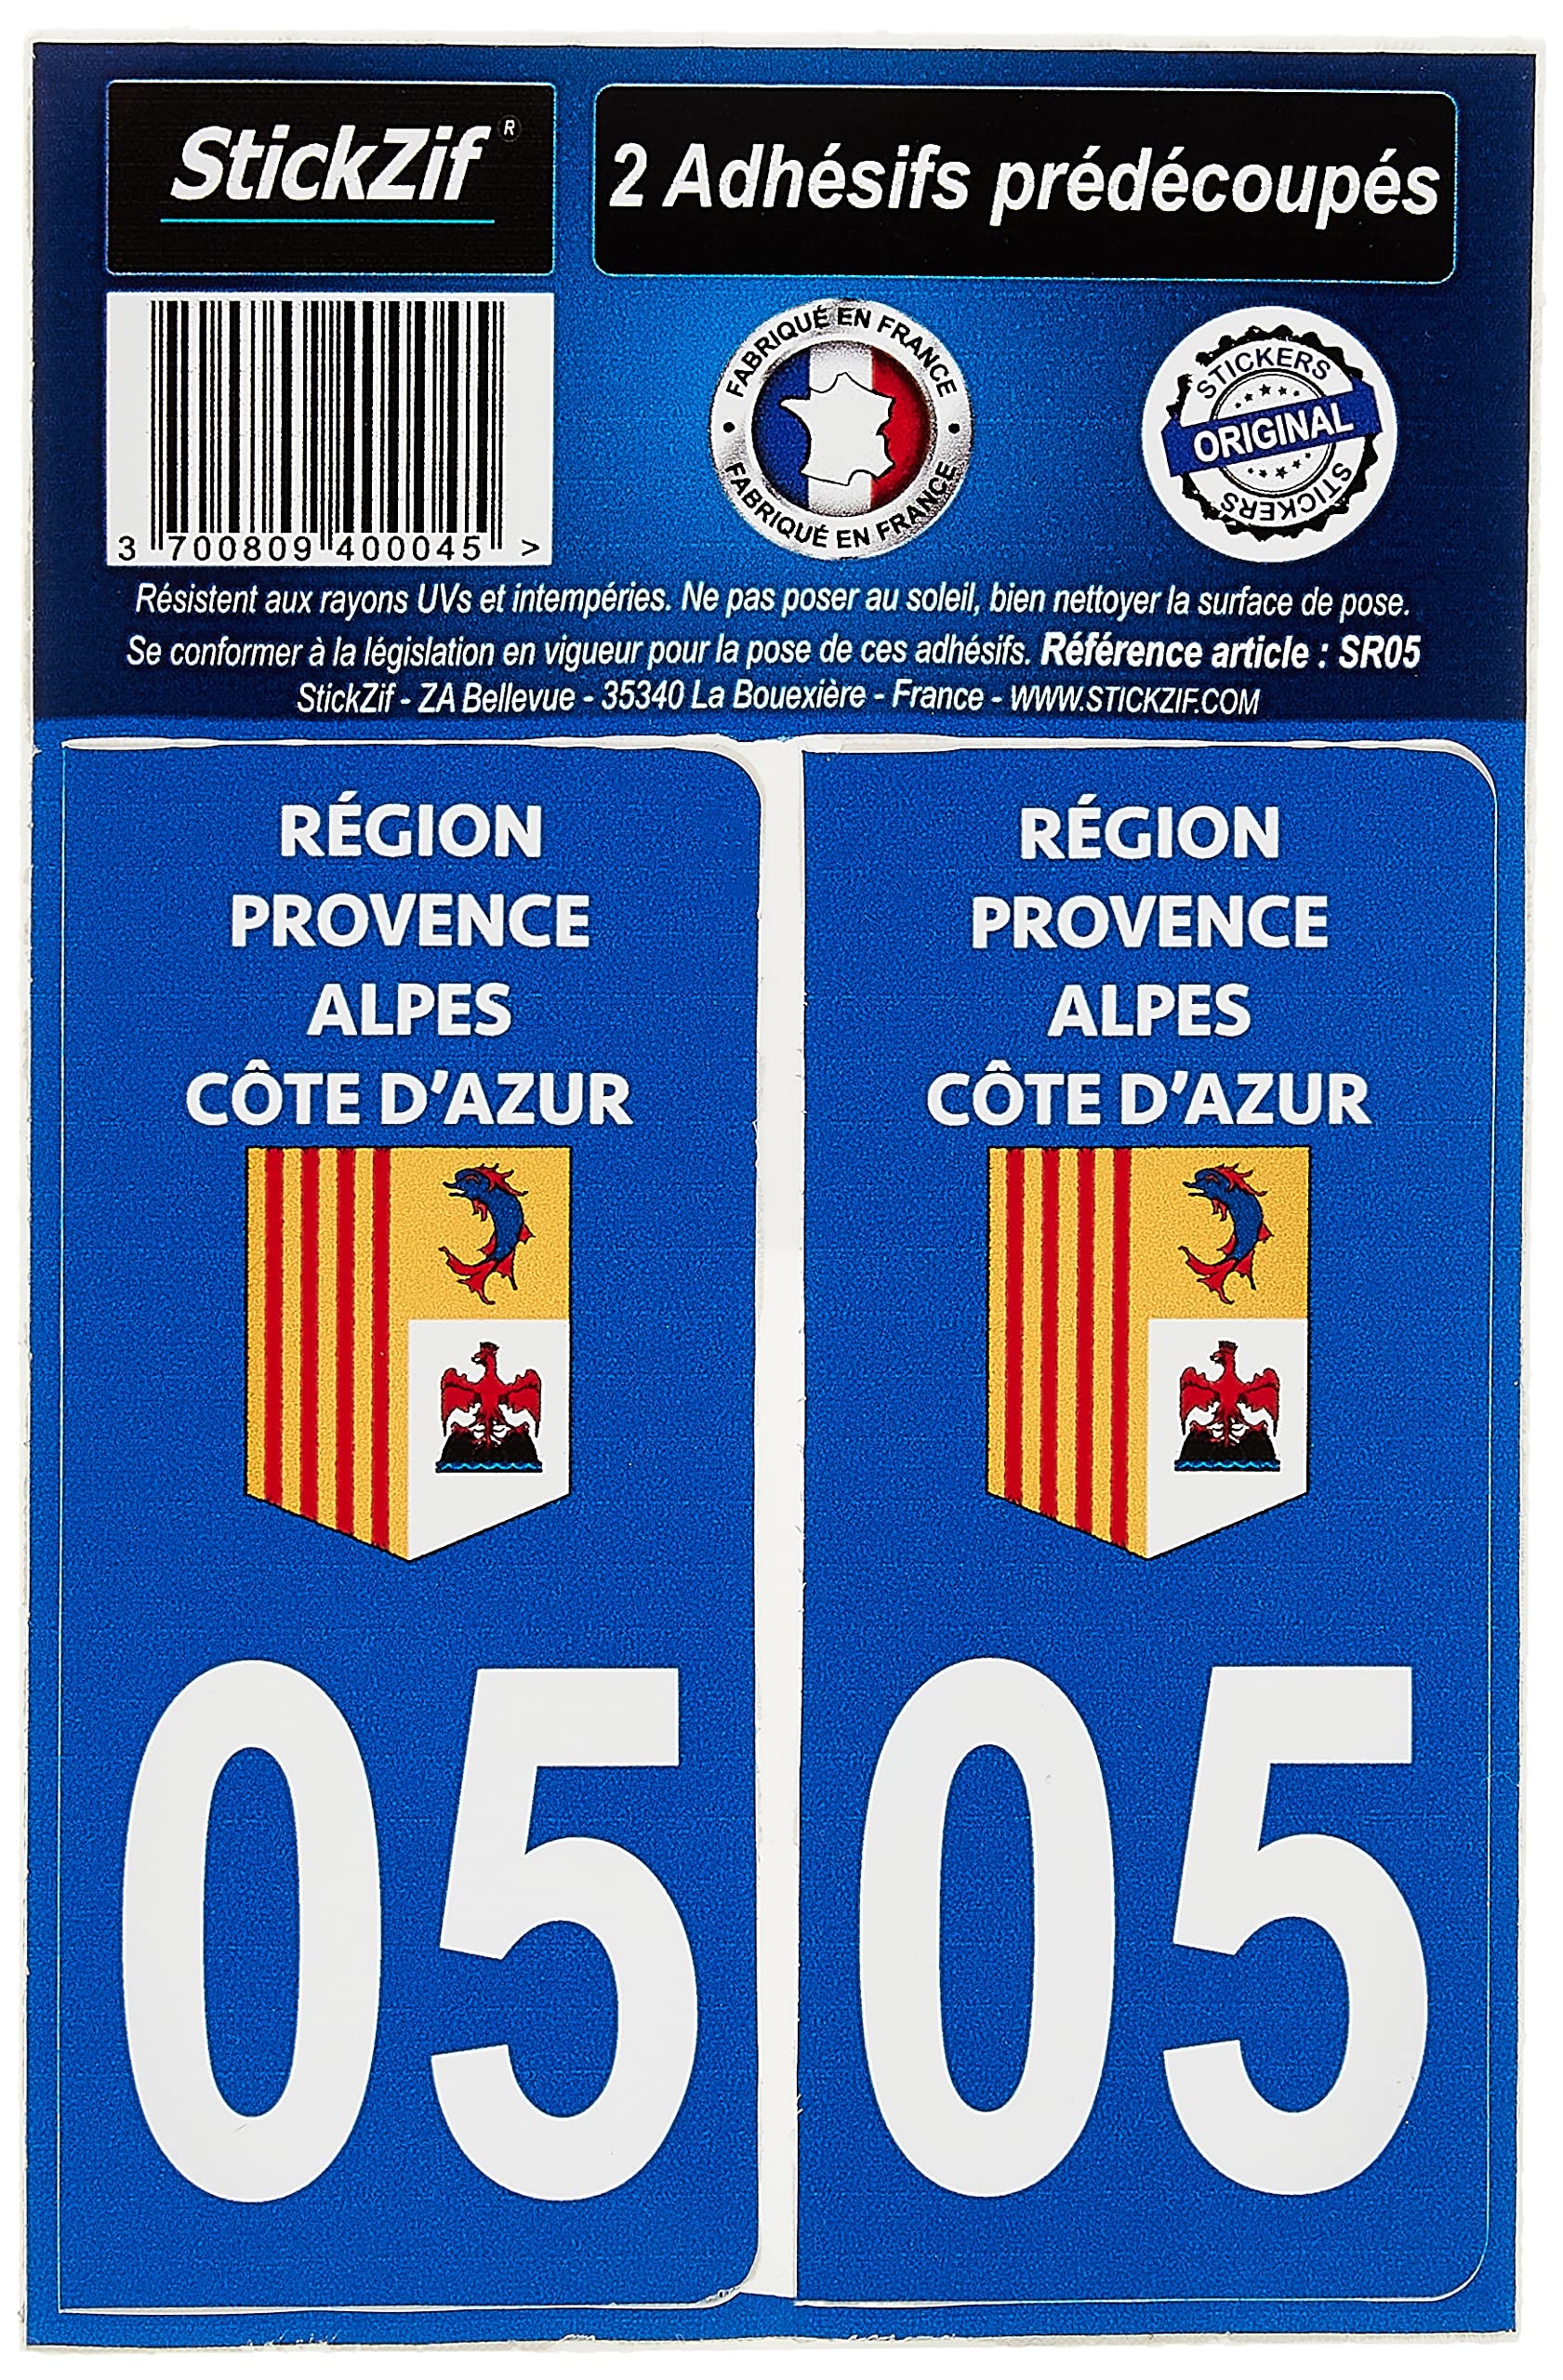 StickZif ®
2 Adhésifs prédécoupés
3 700809 400045 >
FABRIQUÉ EN FRANCE
FABRIQUÉ EN FRANCE
STICKERS
ORIGINAL
STICKERS
Résistent aux rayons UVs et intempéries. Ne pas poser au soleil, bien nettoyer la surface de pose.
Se conformer à la législation en vigueur pour la pose de ces adhésifs. Référence article : SR05
StickZif - ZA Bellevue - 35340 La Bouexière - France - WWW.STICKZIF.COM
RÉGION
PROVENCE
ALPES
CÔTE D'AZUR
05
RÉGION
PROVENCE
ALPES
CÔTE D'AZUR
05